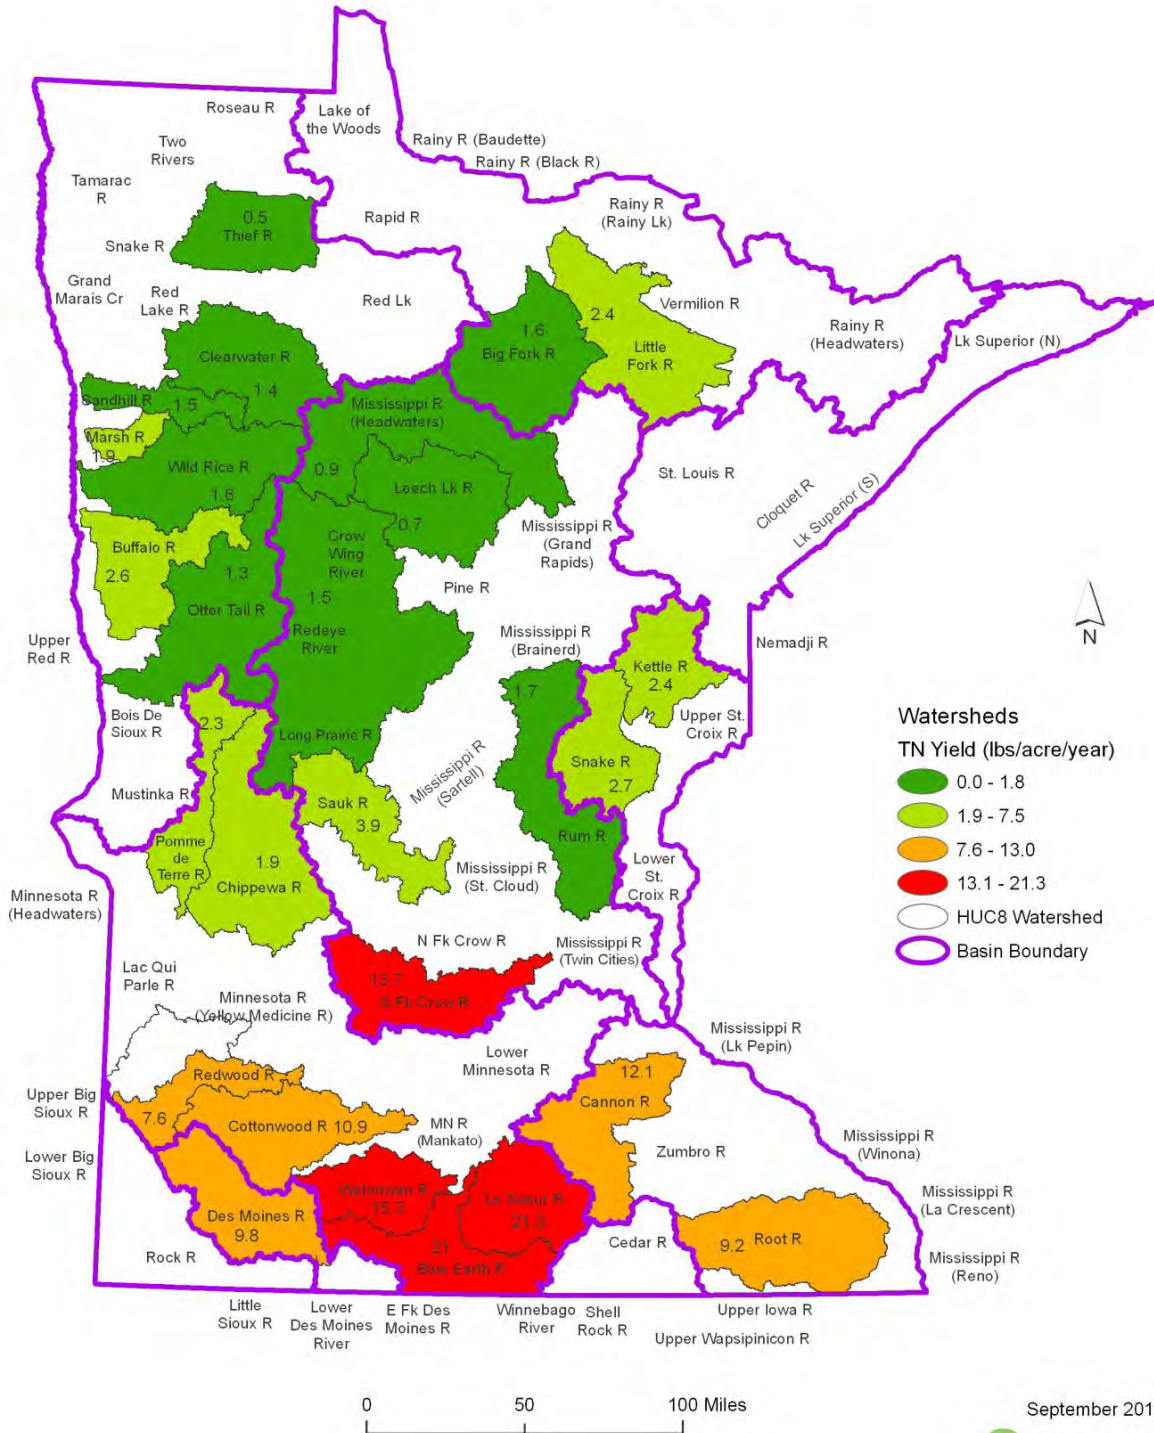 Roseau R
Lake of
the Woods
Rainy R (Baudette)
Rainy R (Black R)
Two
Rivers
Tamarac
R
0.5
Thief R
Rapid R
Rainy R
(Rainy Lk)
Snake R
Grand
Marais Cr
Red
Lake R
Red Lk
Vermilion R
2.4
Little
Fork R
1.6
Big Fork R
Rainy R
(Headwaters)
Lk Superior (N)
Clearwater R
1.4
Sandhill R
1.5
Mississippi R
(Headwaters)
0.9
Marsh R
1.9
Wild Rice R
1.6
Leech Lk R
0.7
St. Louis R
Cloquet R
Lk Superior (S)
Mississippi R
(Grand
Rapids)
Buffalo R
2.6
Crow
Wing
River
1.5
1.3
Otter Tail R
Pine R
Redeye
River
Upper
Red R
Mississippi R
(Brainerd)
Nemadji R
N
Kettle R
2.4
1.7
Bois De
Sioux R
2.3
Upper St.
Croix R
Long Prairie R
Mississippi R
(Sartell)
Snake R
2.7
Mustinka R
Sauk R
3.9
Rum R
Pomme
de
Terre R
1.9
Chippewa R
Mississippi R
(St. Cloud)
Lower
St.
Croix R
Minnesota R
(Headwaters)
N Fk Crow R
Mississippi R
(Twin Cities)
Lac Qui
Parle R
S Fk Crow R
Minnesota R
(Yellow Medicine R)
Mississippi R
(Lk Pepin)
Lower
Minnesota R
Redwood R
7.6
12.1
Cannon R
Upper Big
Sioux R
Cottonwood R 10.9
MN R
(Mankato)
Zumbro R
Mississippi R
(Winona)
Lower Big
Sioux R
Watonwan R
15.3
Le Sueur R
21.3
Mississippi R
(La Crescent)
Des Moines R
9.8
Rock R
21
Blue Earth R
Cedar R
9.2 Root R
Mississippi R
(Reno)
Little
Sioux R
Lower
Des Moines
River
E Fk Des
Moines R
Winnebago
River
Shell
Rock R
Upper Iowa R
Upper Wapsipinicon R
Watersheds
TN Yield (lbs/acre/year)
0.0 - 1.8
1.9 - 7.5
7.6 - 13.0
13.1 - 21.3
HUC8 Watershed
Basin Boundary
0 50 100 Miles
September 201